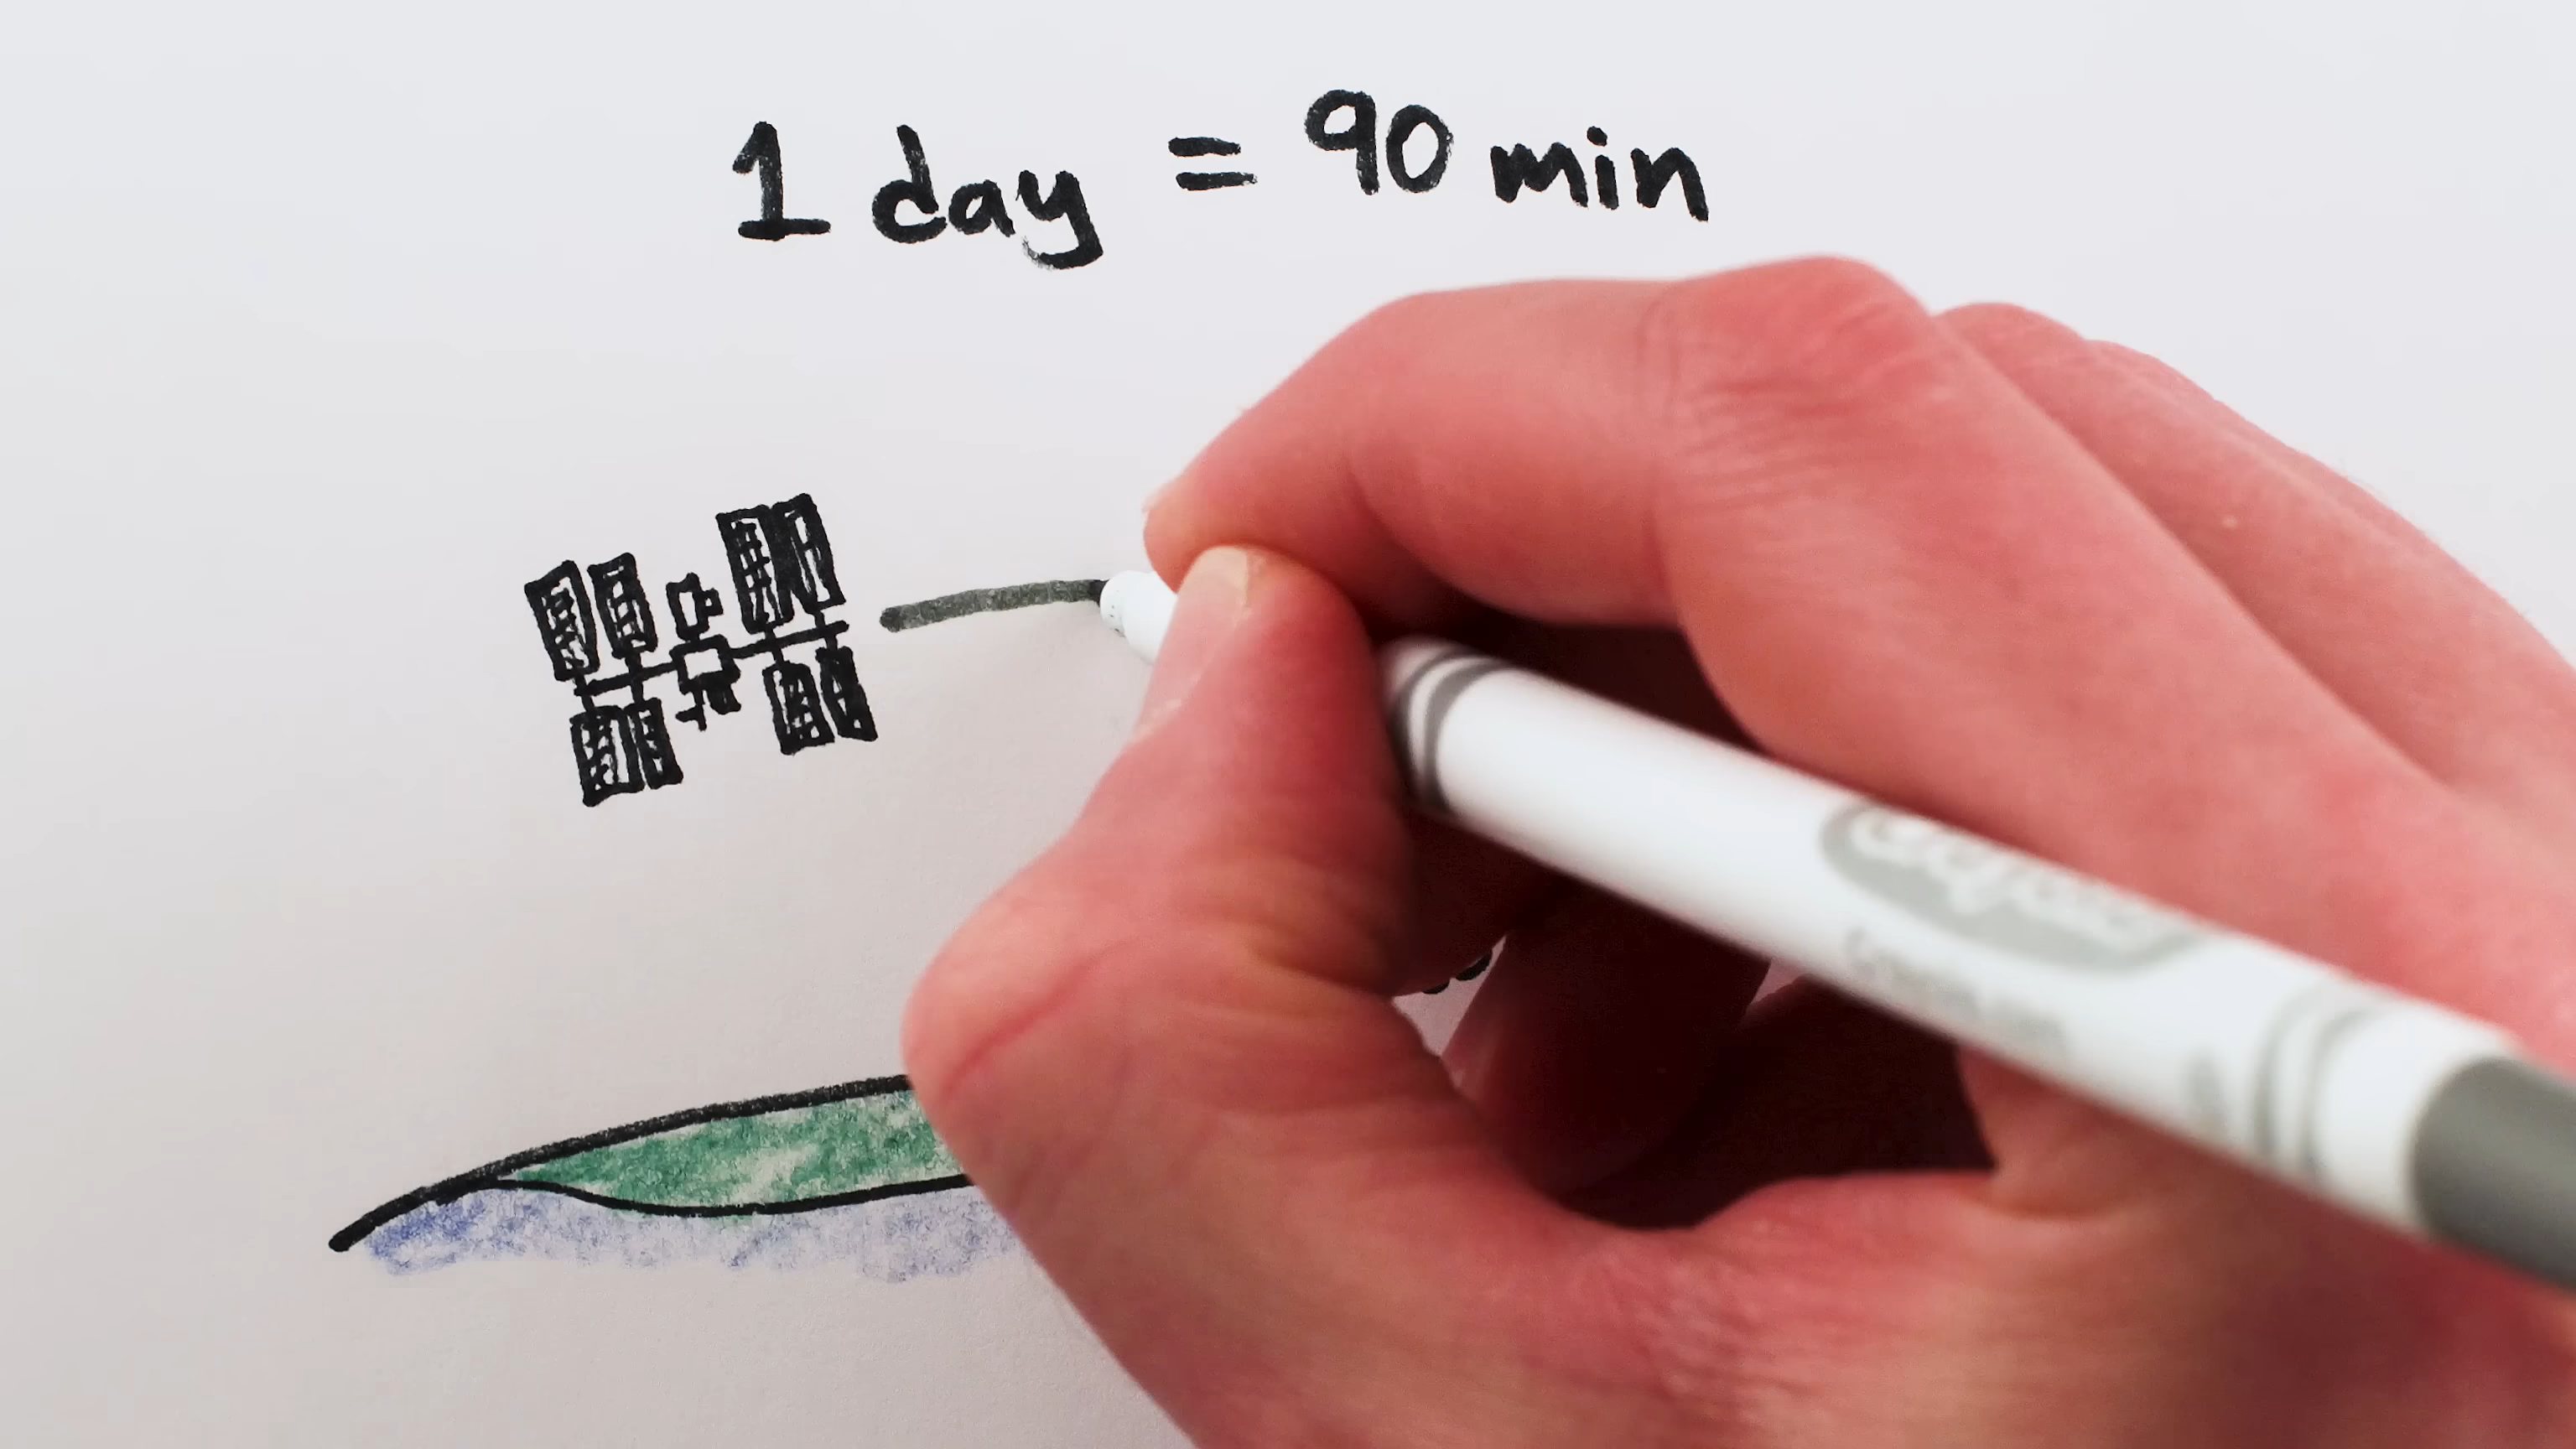 1 day = 90 min